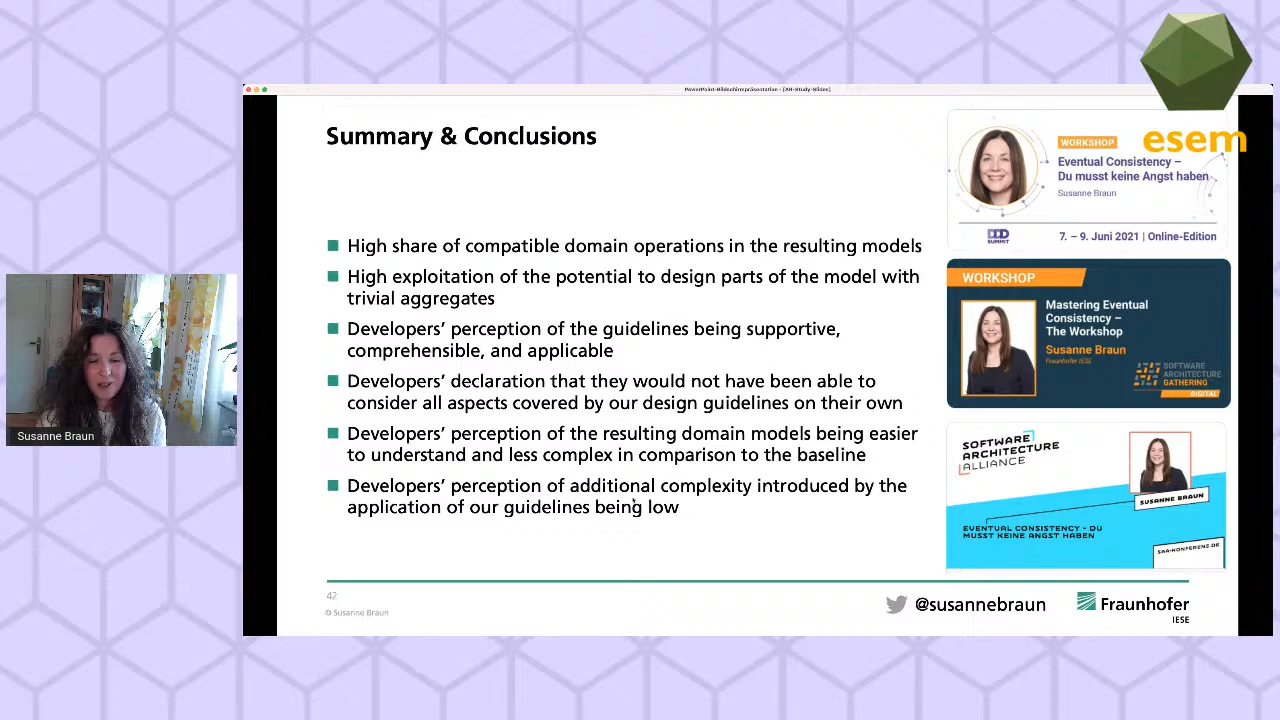 PowerPoint-Bildschirmpräsentation - [AR-Study-Slides]
esem
Summary & Conclusions
High share of compatible domain operations in the resulting models
High exploitation of the potential to design parts of the model with
trivial aggregates
Developers’ perception of the guidelines being supportive,
comprehensible, and applicable
Developers’ declaration that they would not have been able to
consider all aspects covered by our design guidelines on their own
Developers’ perception of the resulting domain models being easier
to understand and less complex in comparison to the baseline
Developers’ perception of additional complexity introduced by the
application of our guidelines being low
WORKSHOP
Eventual Consistency –
Du musst keine Angst haben
Susanne Braun
DDD
SUMMIT
7. – 9. Juni 2021 | Online-Edition
WORKSHOP
Mastering Eventual
Consistency –
The Workshop
Susanne Braun
Fraunhofer IESE
SOFTWARE
ARCHITECTURE
GATHERING
DIGITAL
SOFTWARE
ARCHITECTURE
ALLIANCE
SUSANNE BRAUN
EVENTUAL CONSISTENCY - DU
MUSST KEINE ANGST HABEN
SAA-KONFERENZ.DE
Susanne Braun
42
© Susanne Braun
@susannebraun
Fraunhofer
IESE